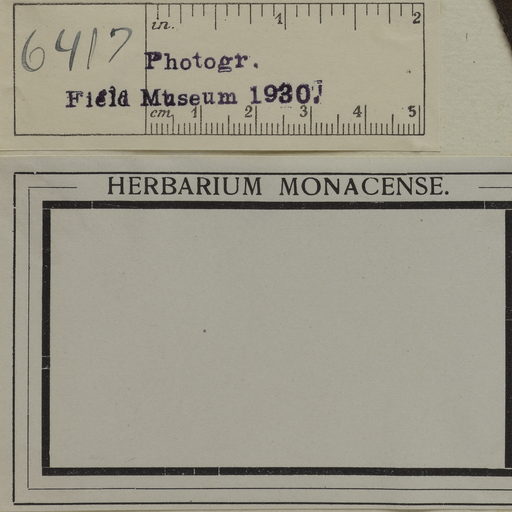 in. 1 2
6417
Photogr.
Field Museum 1930!
cm 1 2 3 4 5
HERBARIUM MONACENSE.